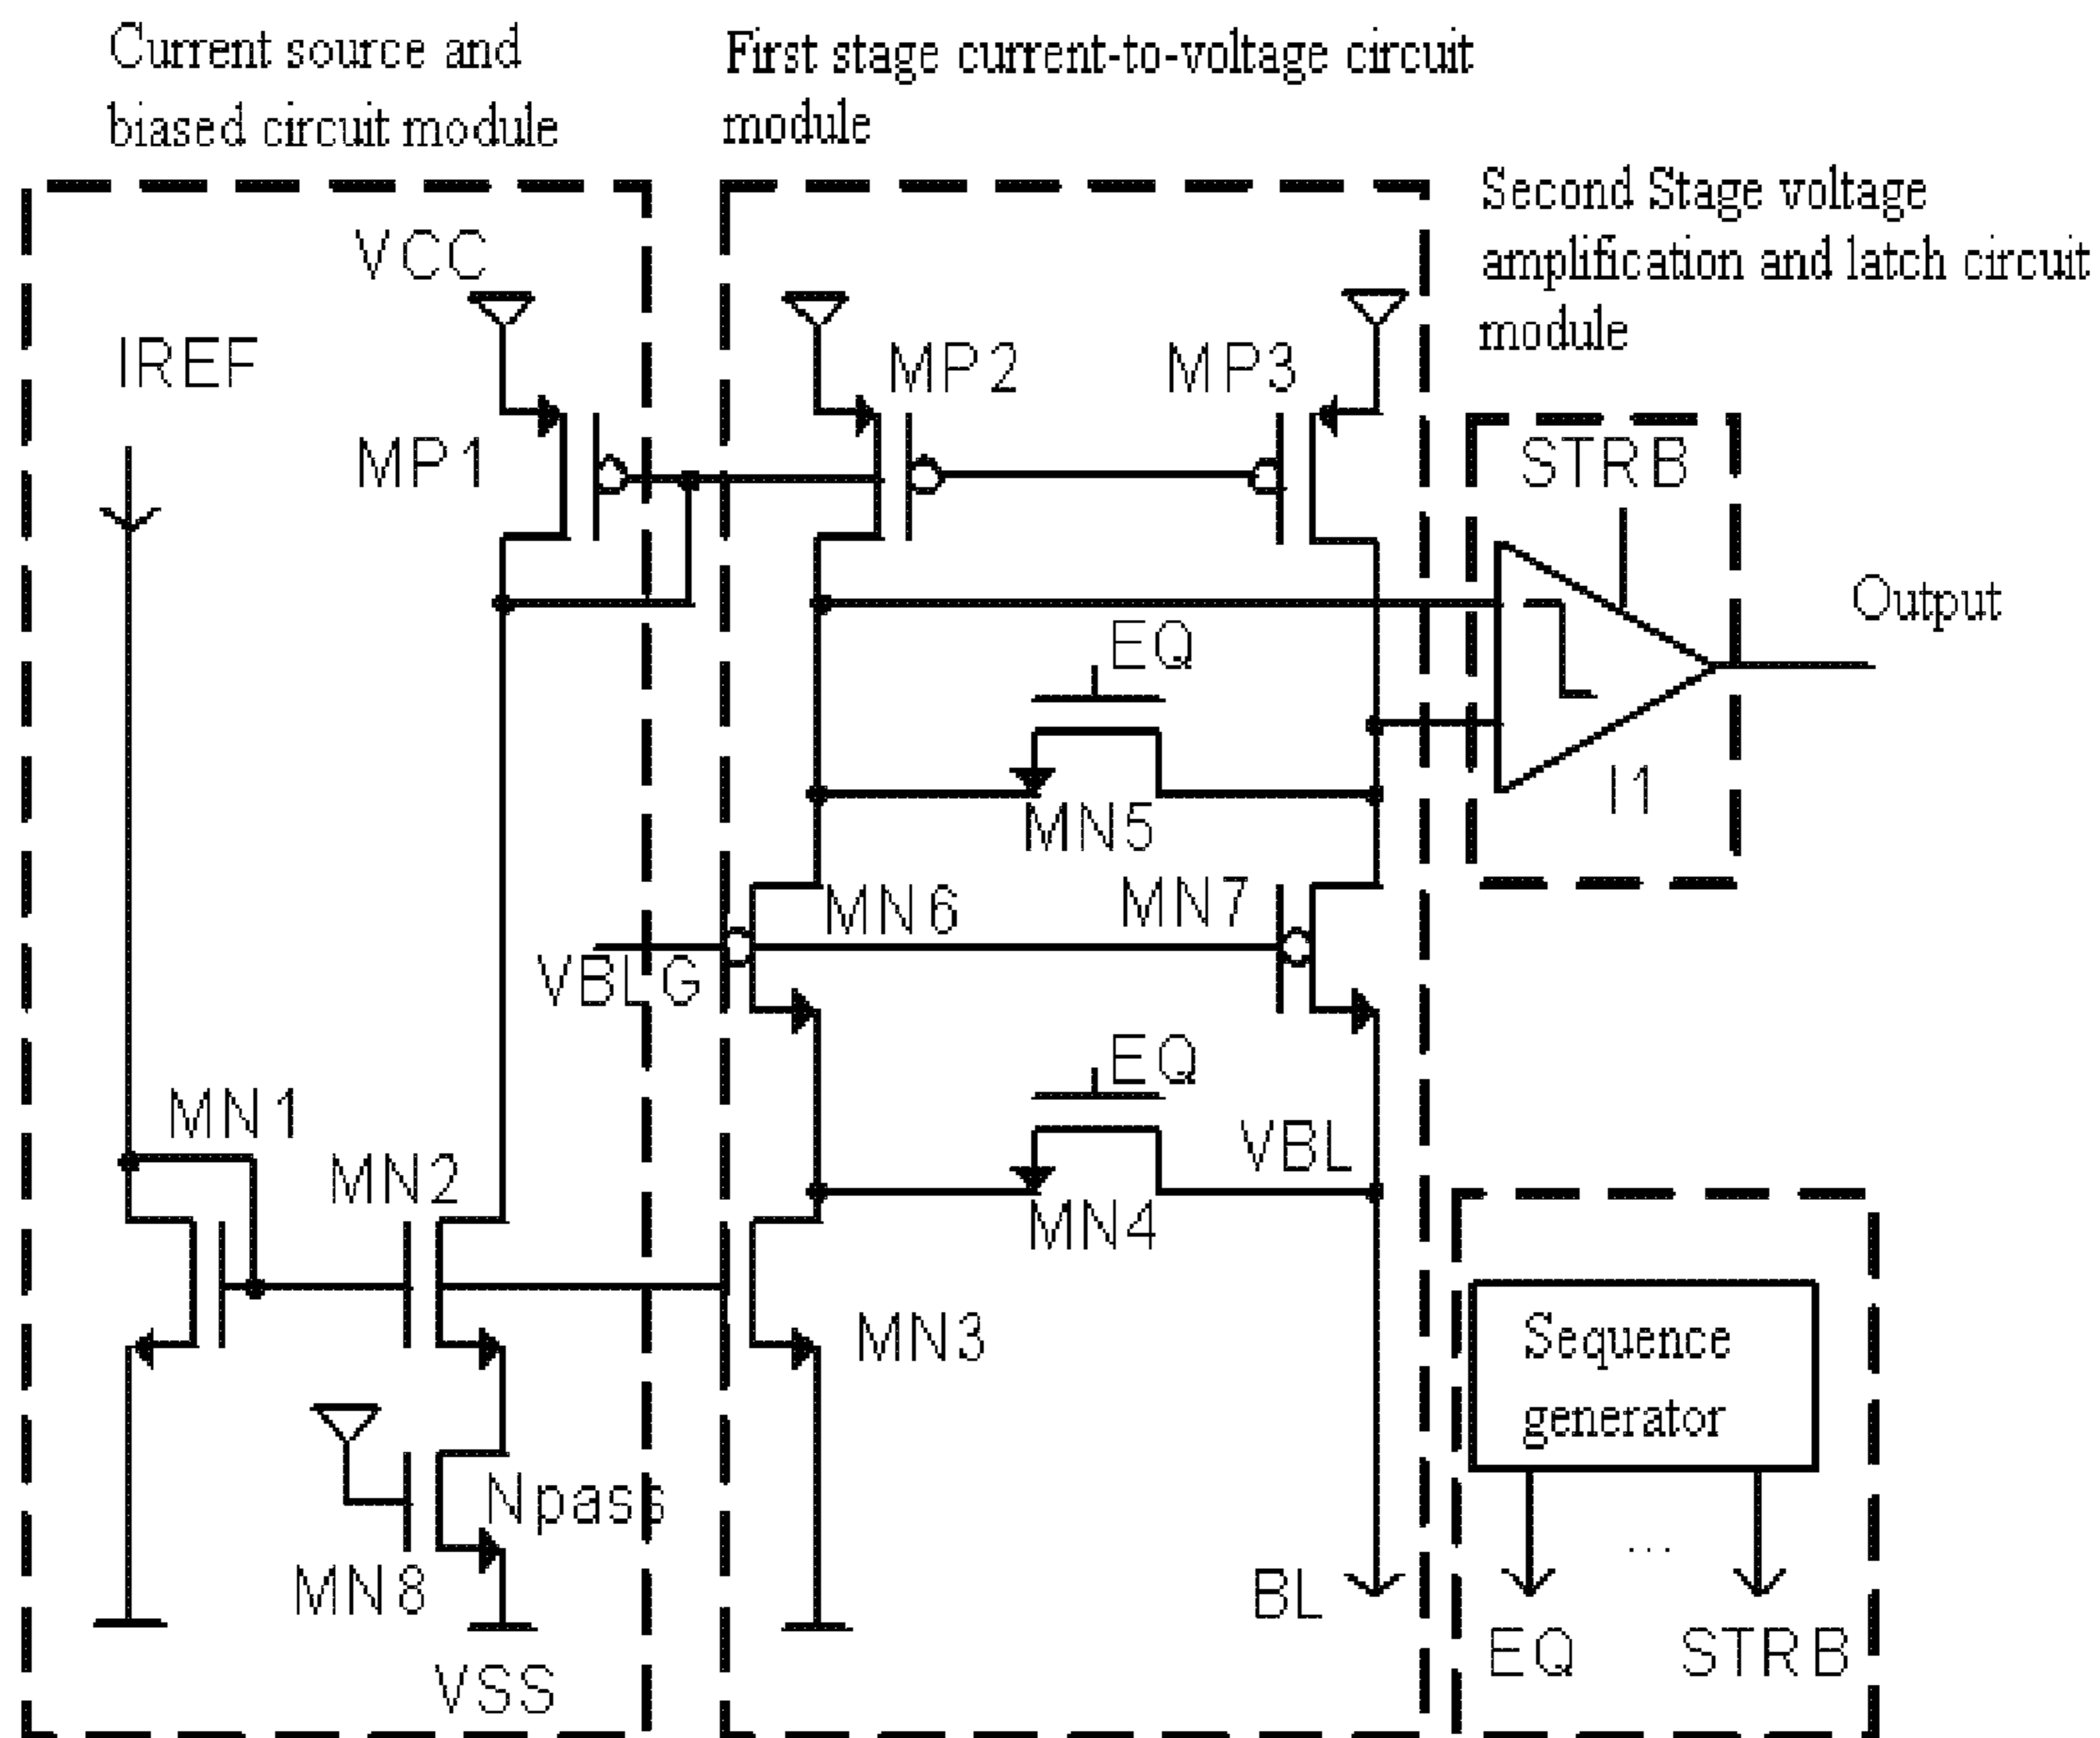 Current source and
biased circuit module
First stage current-to-voltage circuit
module
Second Stage voltage
amplification and latch circuit
module
VCC
IREF
MP1
MP2
MP3
STRB
Output
EQ
I1
MN5
MN6
MN7
VBLG
EQ
MN1
MN2
VBL
MN4
MN3
Sequence
generator
Npass
MN8
...
BL
EQ
STRB
VSS